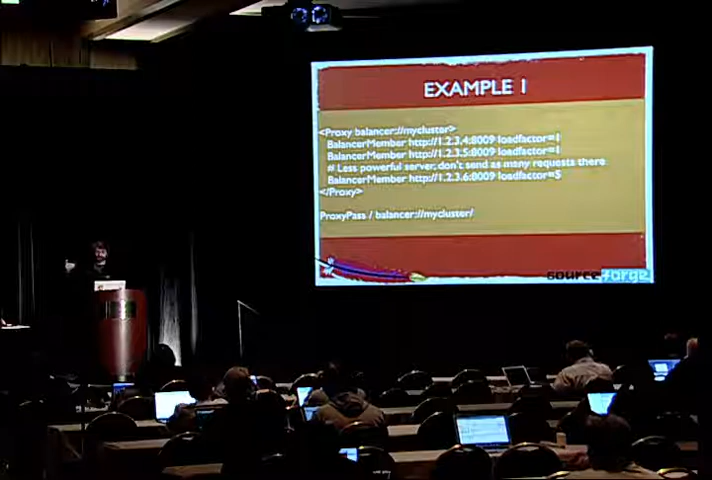 EXAMPLE 1
<Proxy balancer://mycluster>
BalancerMember http://1.2.3.4:8009 loadfactor=1
BalancerMember http://1.2.3.5:8009 loadfactor=1
# Less powerful server, don't send as many requests there
BalancerMember http://1.2.3.6:8009 loadfactor=5
</Proxy>
ProxyPass / balancer://mycluster/
sourceforge